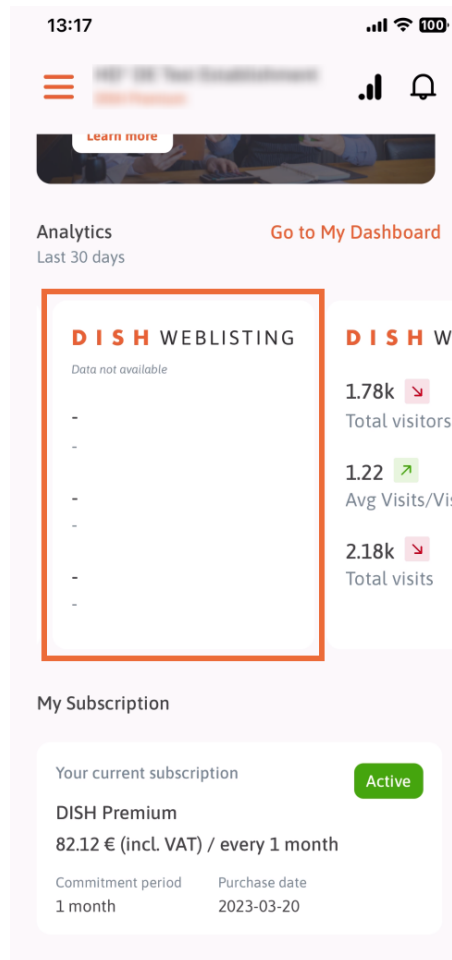 13:17
100
Learn more
Analytics
Go to My Dashboard
Last 30 days
DISH WEBLISTING
Data not available
-
-
-
-
-
-
DISH W
1.78k
Total visitors
1.22
Avg Visits/Vis
2.18k
Total visits
My Subscription
Your current subscription
Active
DISH Premium
82.12 € (incl. VAT) / every 1 month
Commitment period
Purchase date
1 month
2023-03-20